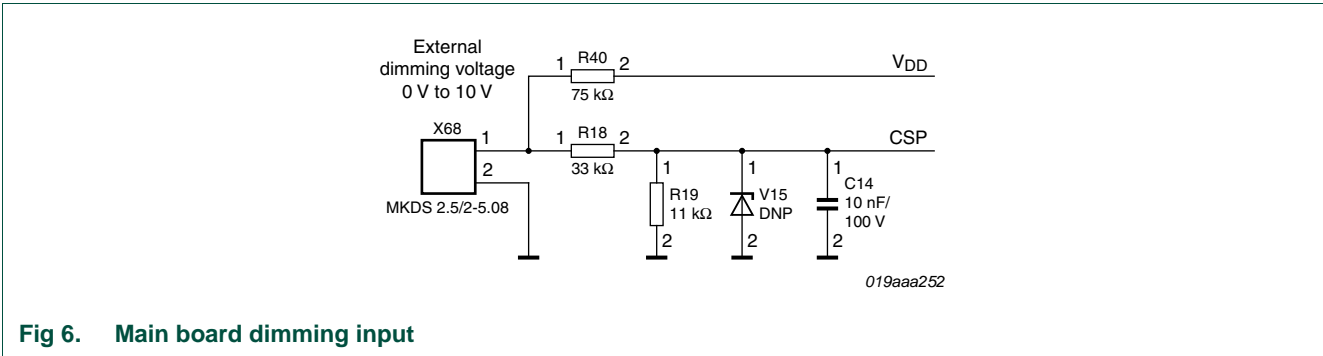 External
dimming voltage
0 V to 10 V
X68
1
2
MKDS 2.5/2-5.08
1 R40 2
75 kΩ
VDD
1 R18 2
33 kΩ
CSP
1
R19
11 kΩ
2
1
V15
DNP
2
1
C14
10 nF/
100 V
2
019aaa252
Fig 6. Main board dimming input